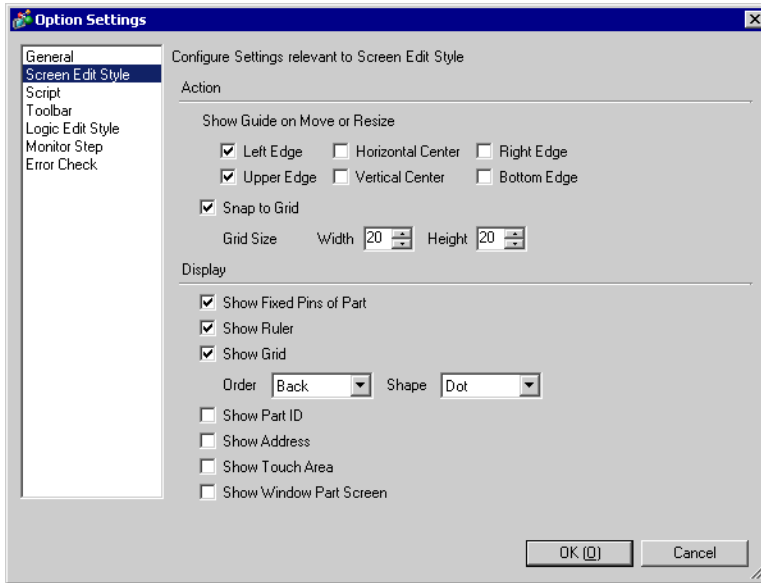 Option Settings
General
Screen Edit Style
Script
Toolbar
Logic Edit Style
Monitor Step
Error Check
Configure Settings relevant to Screen Edit Style
Action
Show Guide on Move or Resize
Left Edge Horizontal Center Right Edge
Upper Edge Vertical Center Bottom Edge
Snap to Grid
Grid Size Width 20 Height 20
Display
Show Fixed Pins of Part
Show Ruler
Show Grid
Order Back Shape Dot
Show Part ID
Show Address
Show Touch Area
Show Window Part Screen
OK (O) Cancel